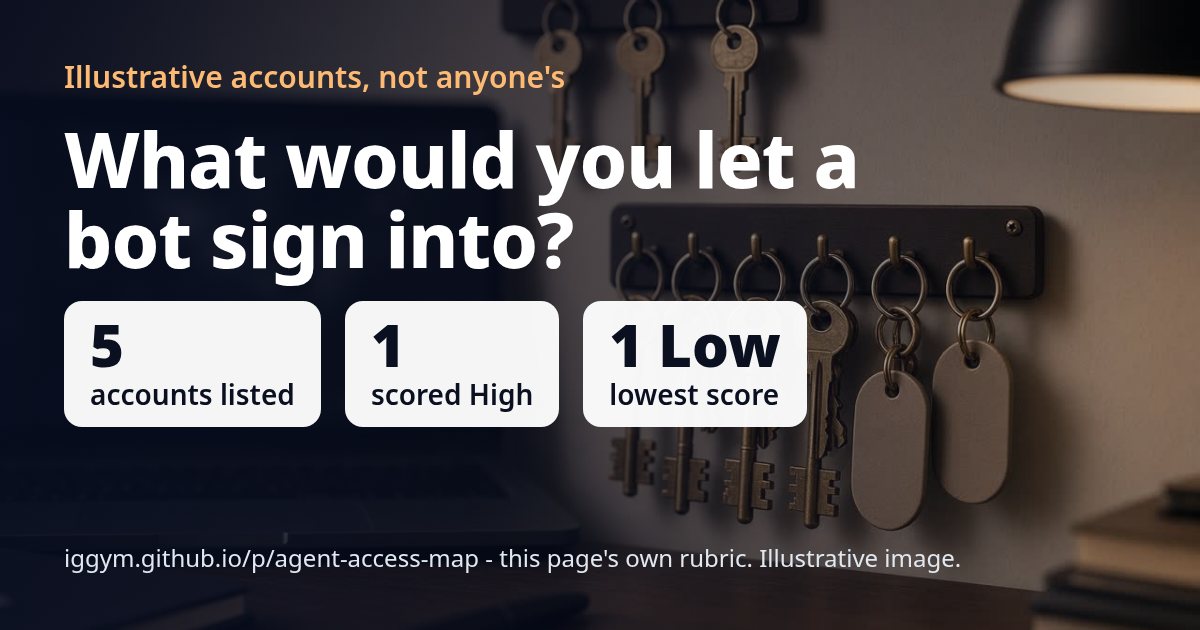 Illustrative accounts, not anyone's
What would you let a
bot sign into?
5
accounts listed
1
scored High
1 Low
lowest score
iggym.github.io/p/agent-access-map - this page's own rubric. Illustrative image.